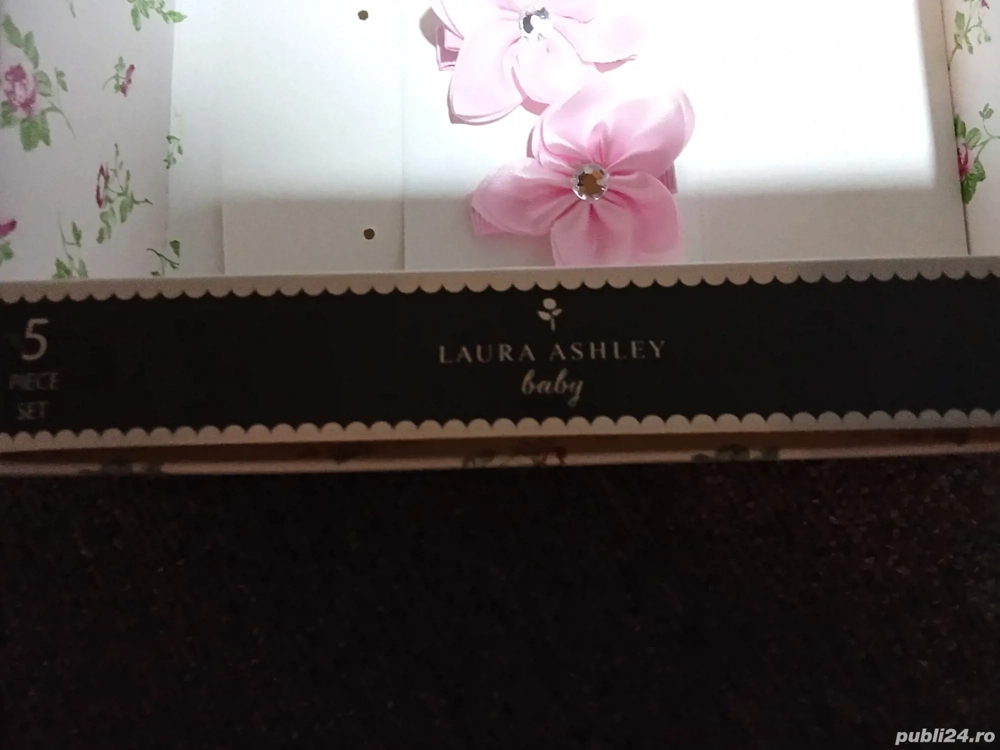 5
PIECE
SET
LAURA ASHLEY
baby
publi24.ro